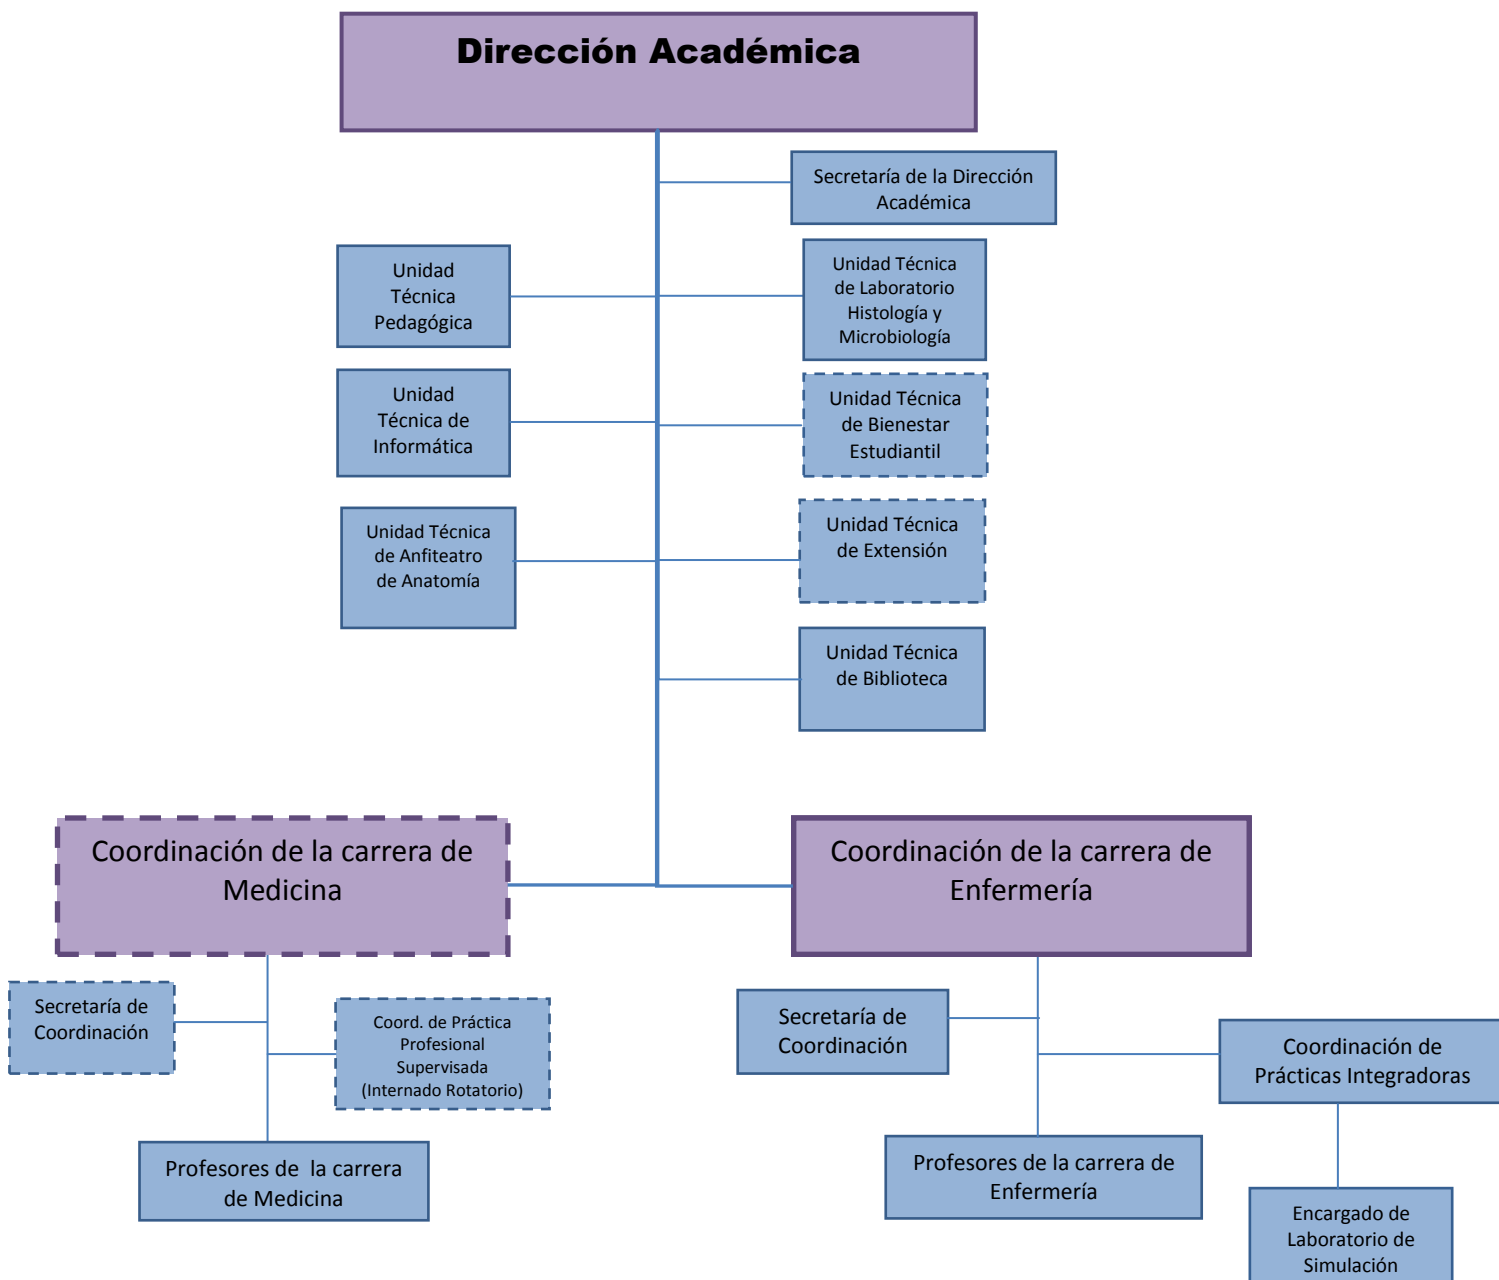 Dirección Académica
Secretaría de la Dirección
Académica
Unidad
Técnica
Pedagógica
Unidad Técnica
de Laboratorio
Histología y
Microbiología
Unidad
Técnica de
Informática
Unidad Técnica
de Bienestar
Estudiantil
Unidad Técnica
de Anfiteatro
de Anatomía
Unidad Técnica
de Extensión
Unidad Técnica
de Biblioteca
Coordinación de la carrera de
Medicina
Coordinación de la carrera de
Enfermería
Secretaría de
Coordinación
Coord. de Práctica
Profesional
Supervisada
(Internado Rotatorio)
Secretaría de
Coordinación
Coordinación de
Prácticas Integradoras
Profesores de  la carrera
de Medicina
Profesores de la carrera de
Enfermería
Encargado de
Laboratorio de
Simulación